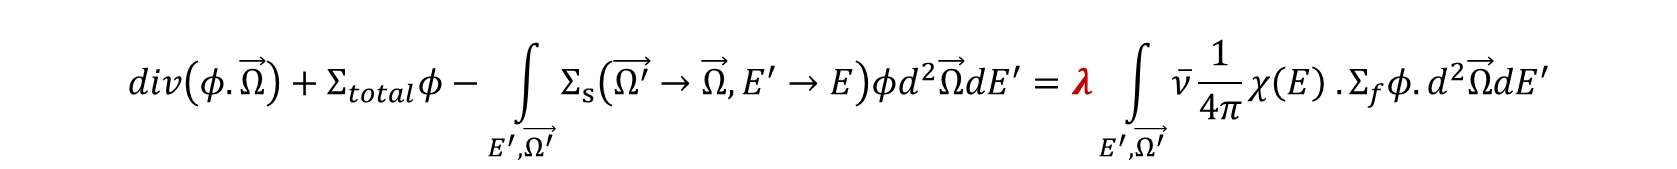 div(ϕ.Ω⃗) + Σ_total ϕ − ∫_{E′,Ω′⃗} Σ_s(Ω′⃗ → Ω⃗, E′ → E)ϕd²Ω⃗dE′ = λ ∫_{E′,Ω′⃗} ν̄ 1/4π χ(E) . Σ_f ϕ. d²Ω⃗dE′